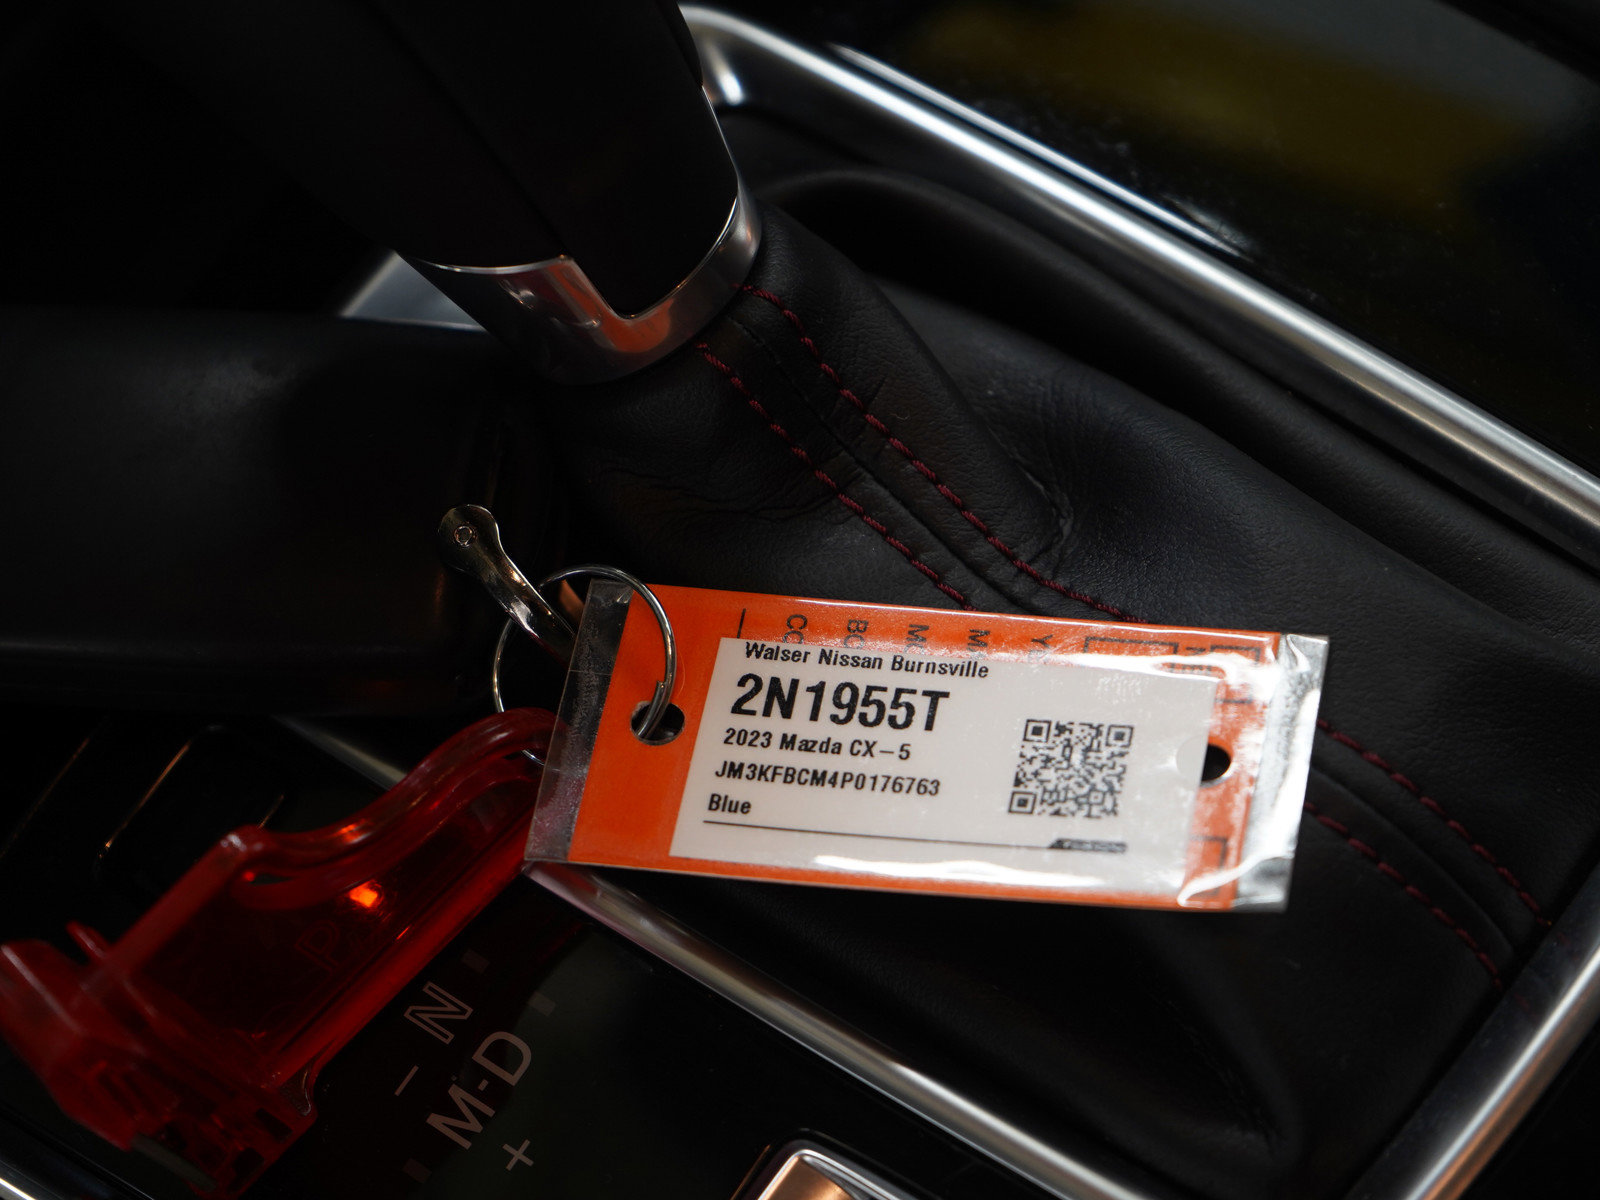 Walser Nissan Burnsville
2N1955T
2023 Mazda CX-5
JM3KFBCM4P0176763
Blue
P
N
-
M-D
+